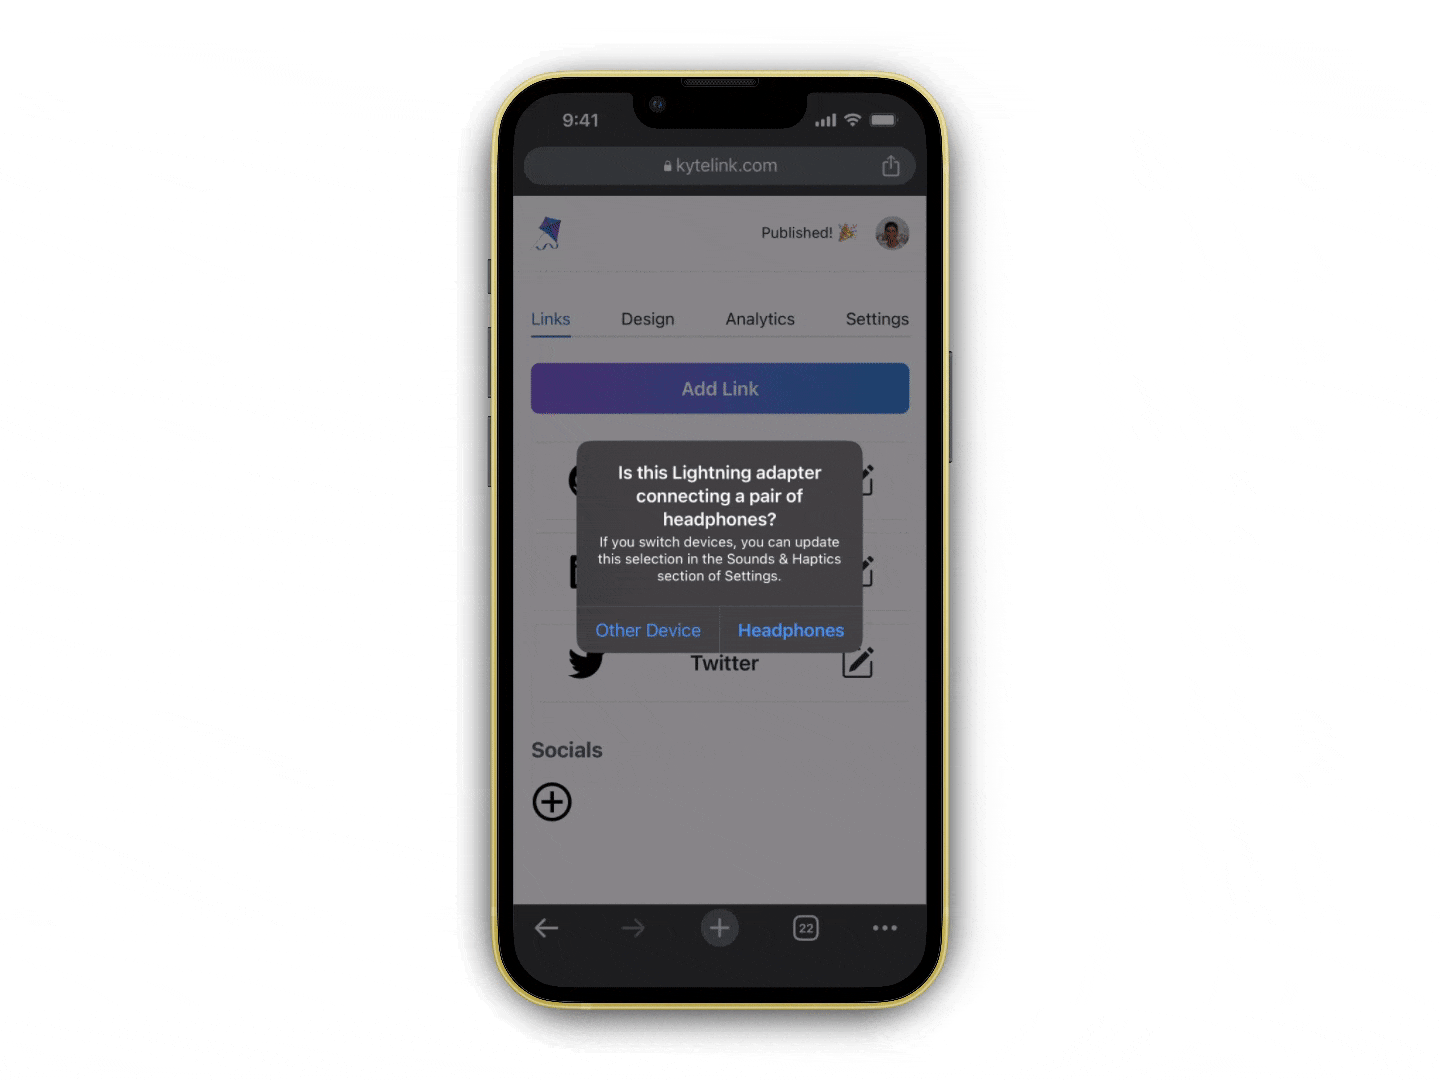 9:41
kytelink.com
Published! 🎉
Links Design Analytics Settings
Add Link
Is this Lightning adapter
connecting a pair of
headphones?
If you switch devices, you can update
this selection in the Sounds & Haptics
section of Settings.
Other Device Headphones
Twitter
Socials
22